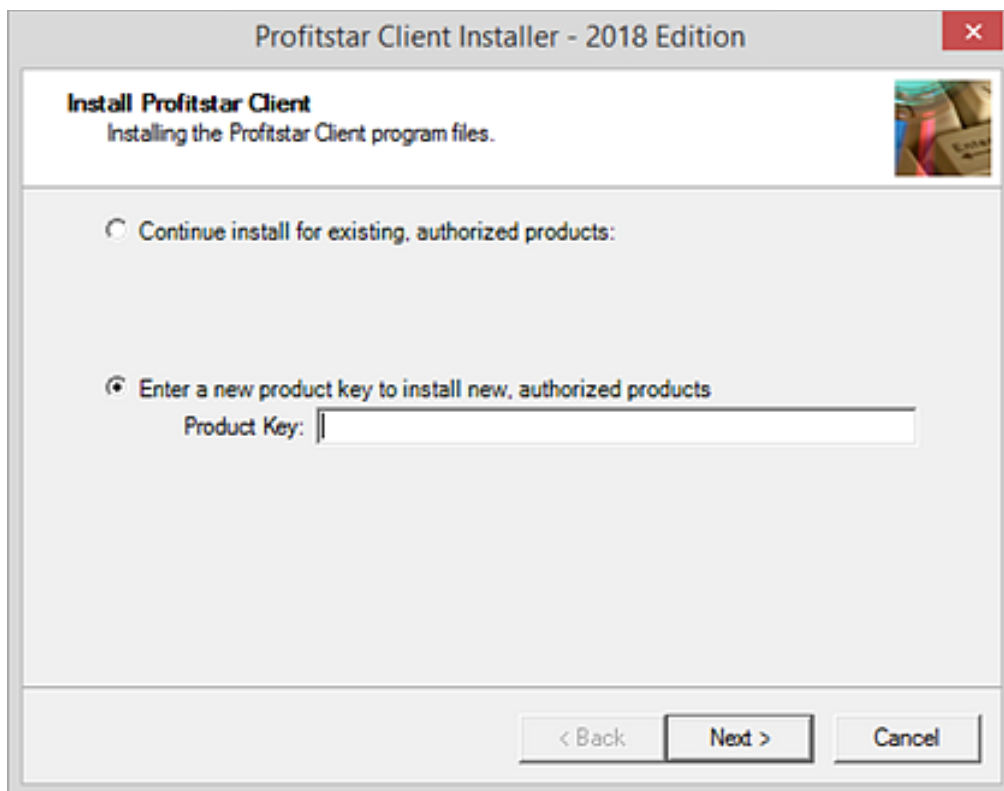 Profitstar Client Installer - 2018 Edition
Install Profitstar Client
Installing the Profitstar Client program files.
Enter
Continue install for existing, authorized products:
Enter a new product key to install new, authorized products
Product Key:
< Back Next > Cancel